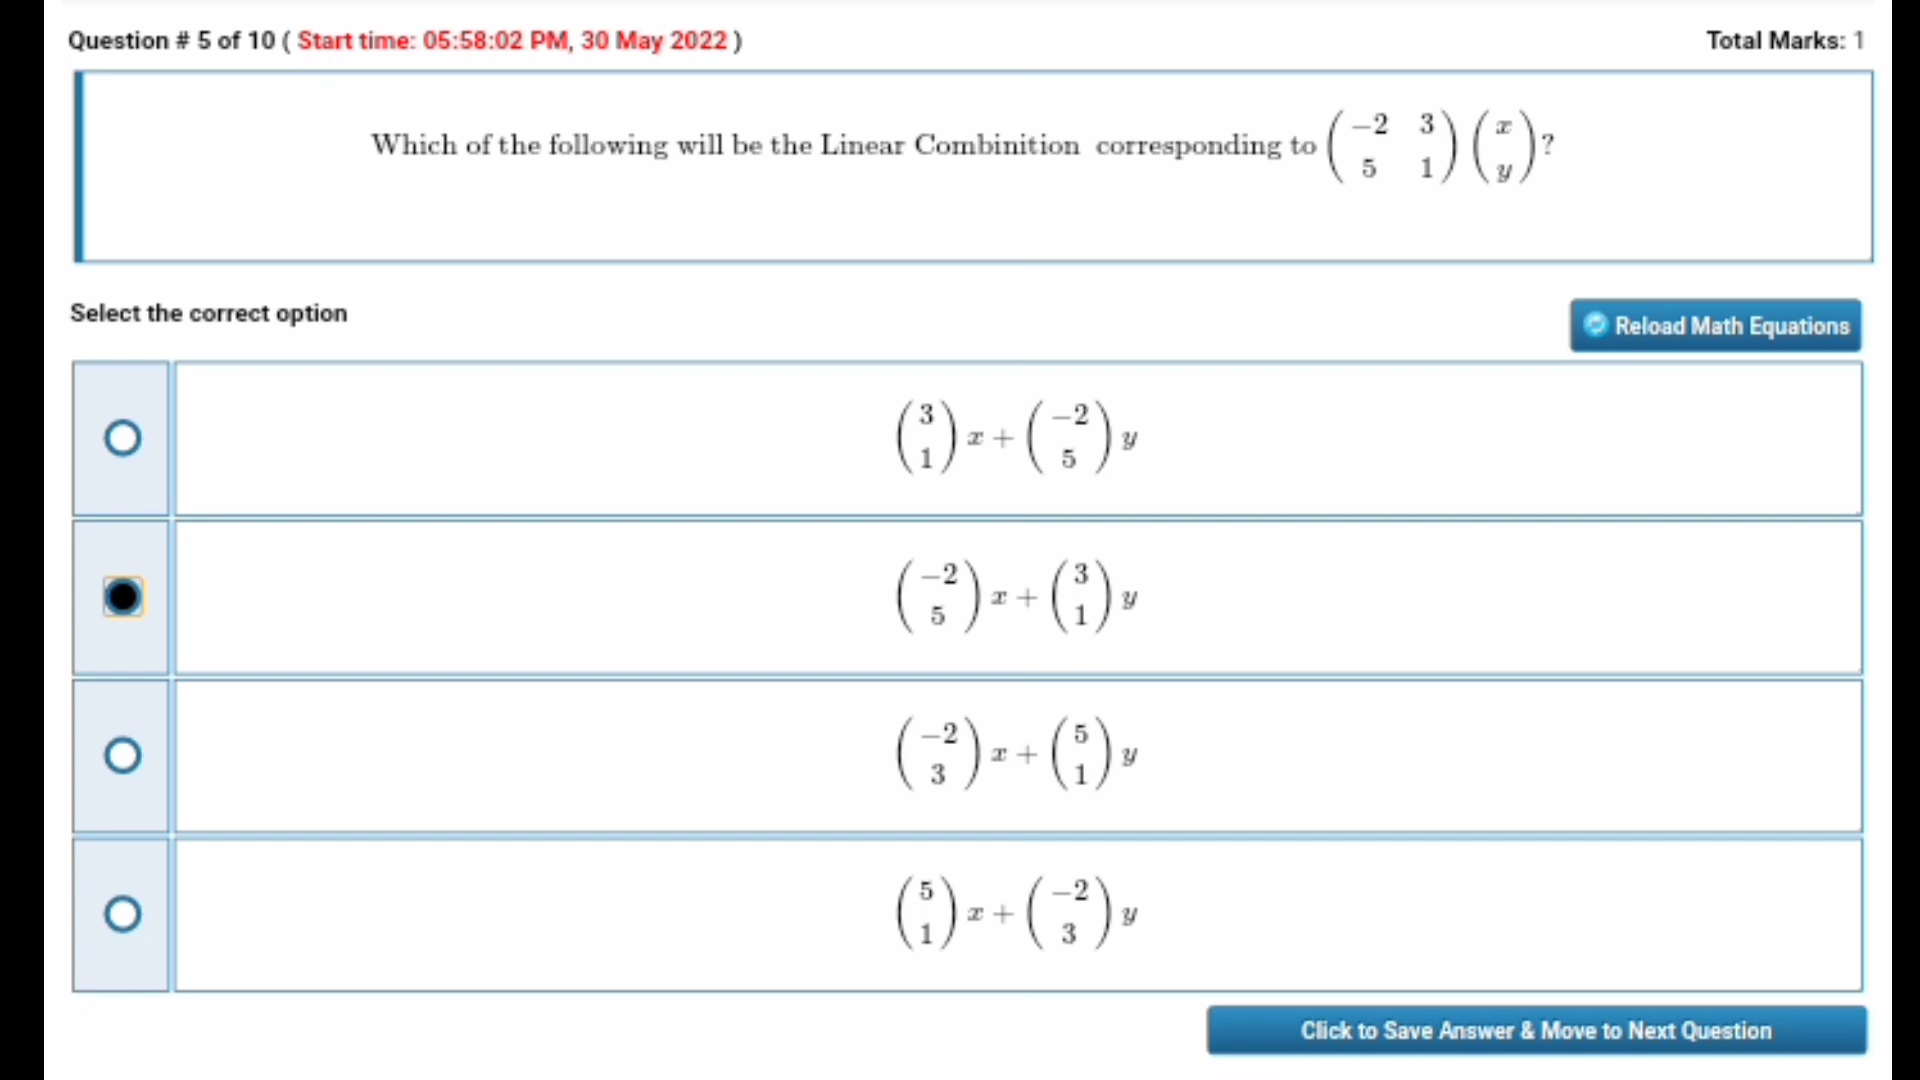 Question # 5 of 10 ( Start time: 05:58:02 PM, 30 May 2022 )
Total Marks: 1
Which of the following will be the Linear Combinition corresponding to (−2 3; 5 1) (x; y)?
Select the correct option
Reload Math Equations
(3; 1) x + (−2; 5) y
(−2; 5) x + (3; 1) y
(−2; 3) x + (5; 1) y
(5; 1) x + (−2; 3) y
Click to Save Answer & Move to Next Question